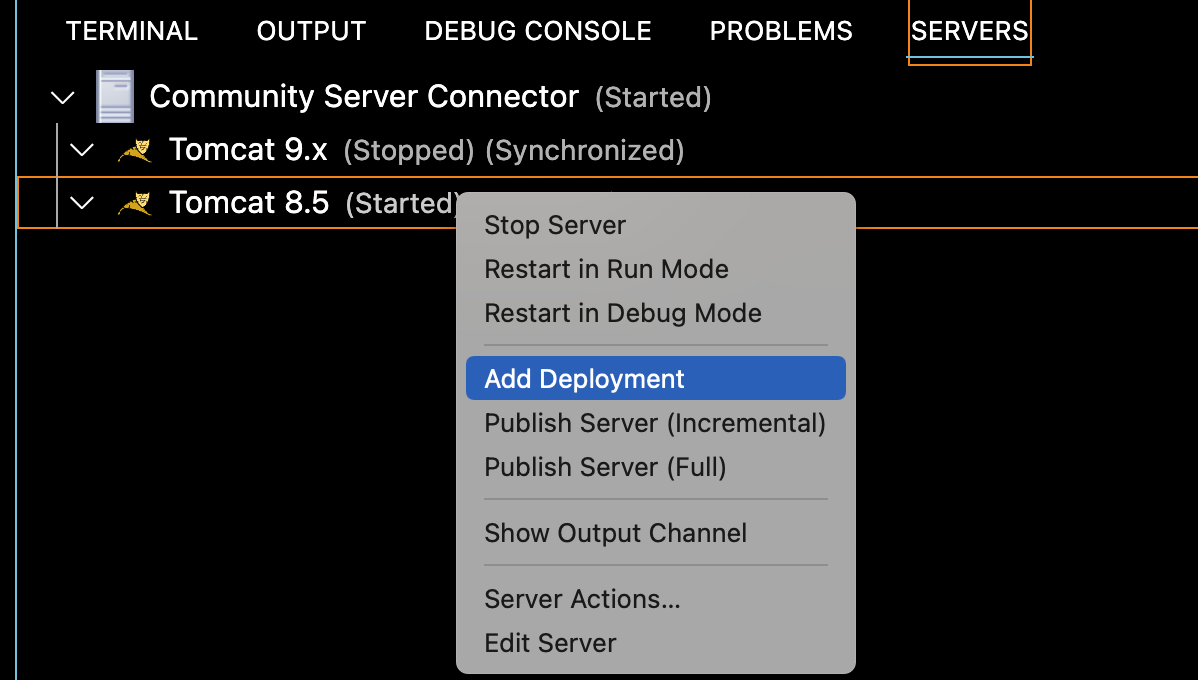 TERMINAL OUTPUT DEBUG CONSOLE PROBLEMS SERVERS
Community Server Connector (Started)
Tomcat 9.x (Stopped) (Synchronized)
Tomcat 8.5 (Started)
Stop Server
Restart in Run Mode
Restart in Debug Mode
Add Deployment
Publish Server (Incremental)
Publish Server (Full)
Show Output Channel
Server Actions...
Edit Server